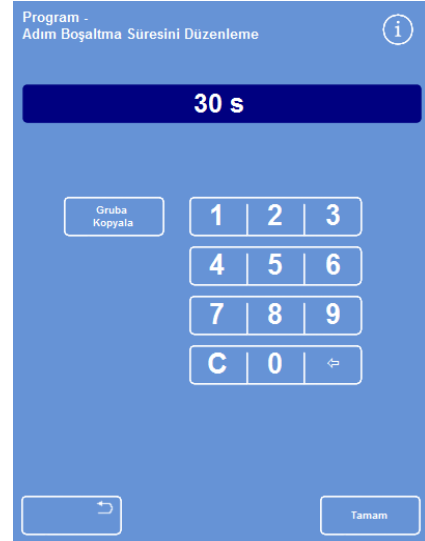 Program -
Adım Boşaltma Süresini Düzenleme
i
30 s
Gruba
Kopyala
1 | 2 | 3
4 | 5 | 6
7 | 8 | 9
C | 0 | ⇦
Tamam